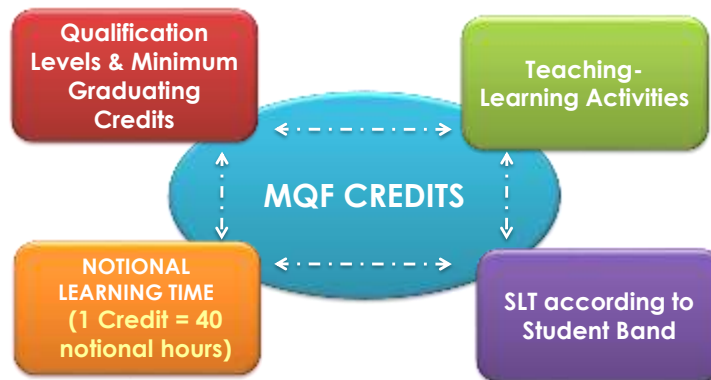 Qualification
Levels & Minimum
Graduating
Credits
Teaching-
Learning Activities
MQF CREDITS
NOTIONAL
LEARNING TIME
(1 Credit = 40
notional hours)
SLT according to
Student Band